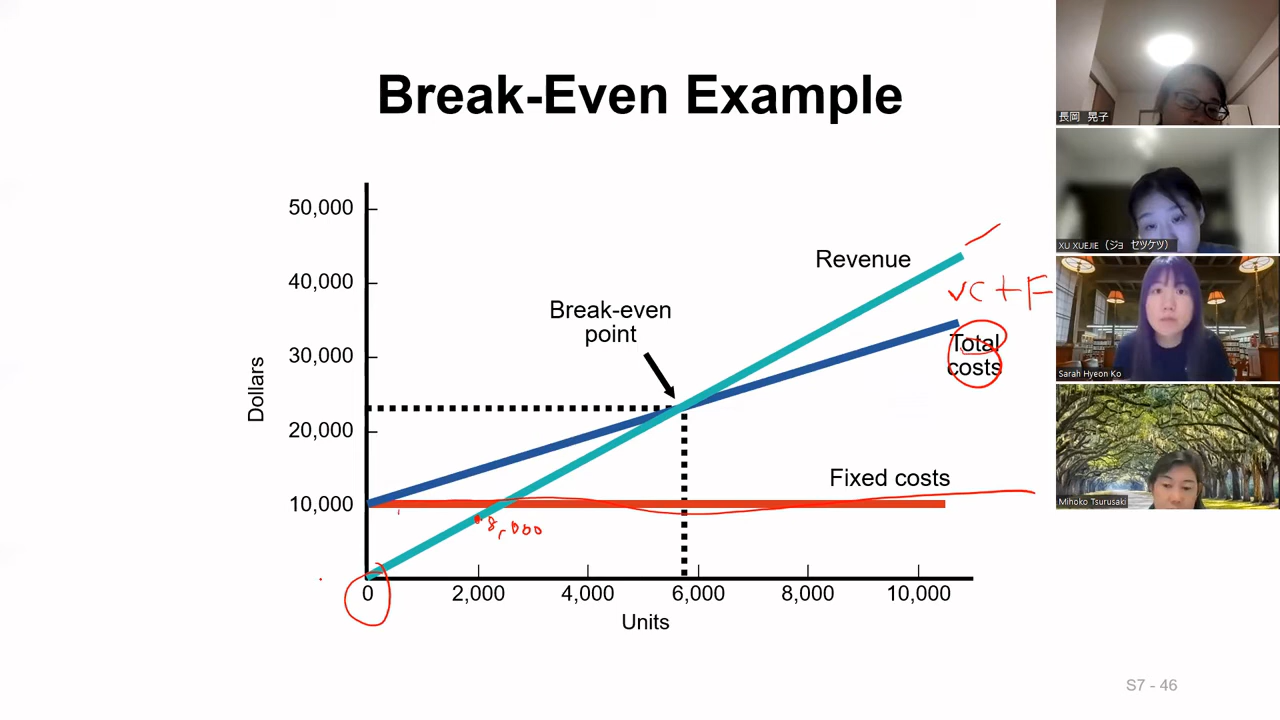 Break-Even Example
50,000
40,000
30,000
20,000
10,000
Dollars
Revenue
Break-even
point
VC + F
Total
costs
Fixed costs
8,000
0
2,000
4,000
6,000
8,000
10,000
Units
S7 - 46
長岡 晃子
XU XUEJIE (ジョ セツケツ)
Sarah Hyeon Ko
Mihoko Tsurusaki